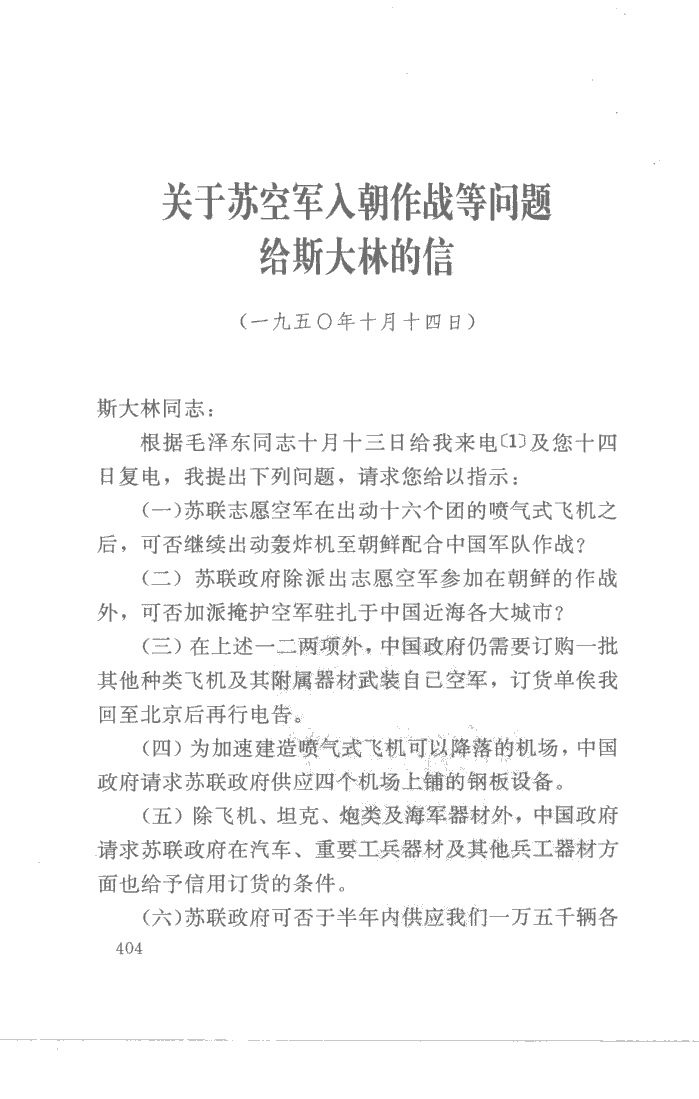 关于苏空军入朝作战等问题
给斯大林的信
（一九五〇年十月十四日）
斯大林同志：
根据毛泽东同志十月十三日给我来电〔1〕及您十四
日复电，我提出下列问题，请求您给以指示：
（一）苏联志愿空军在出动十六个团的喷气式飞机之
后，可否继续出动轰炸机至朝鲜配合中国军队作战？
（二）苏联政府除派出志愿空军参加在朝鲜的作战
外，可否加派掩护空军驻扎于中国近海各大城市？
（三）在上述一二两项外，中国政府仍需要订购一批
其他种类飞机及其附属器材武装自己空军，订货单俟我
回至北京后再行电告。
（四）为加速建造喷气式飞机可以降落的机场，中国
政府请求苏联政府供应四个机场上铺的钢板设备。
（五）除飞机、坦克、炮类及海军器材外，中国政府
请求苏联政府在汽车、重要工兵器材及其他兵工器材方
面也给予信用订货的条件。
（六）苏联政府可否于半年内供应我们一万五千辆各
404